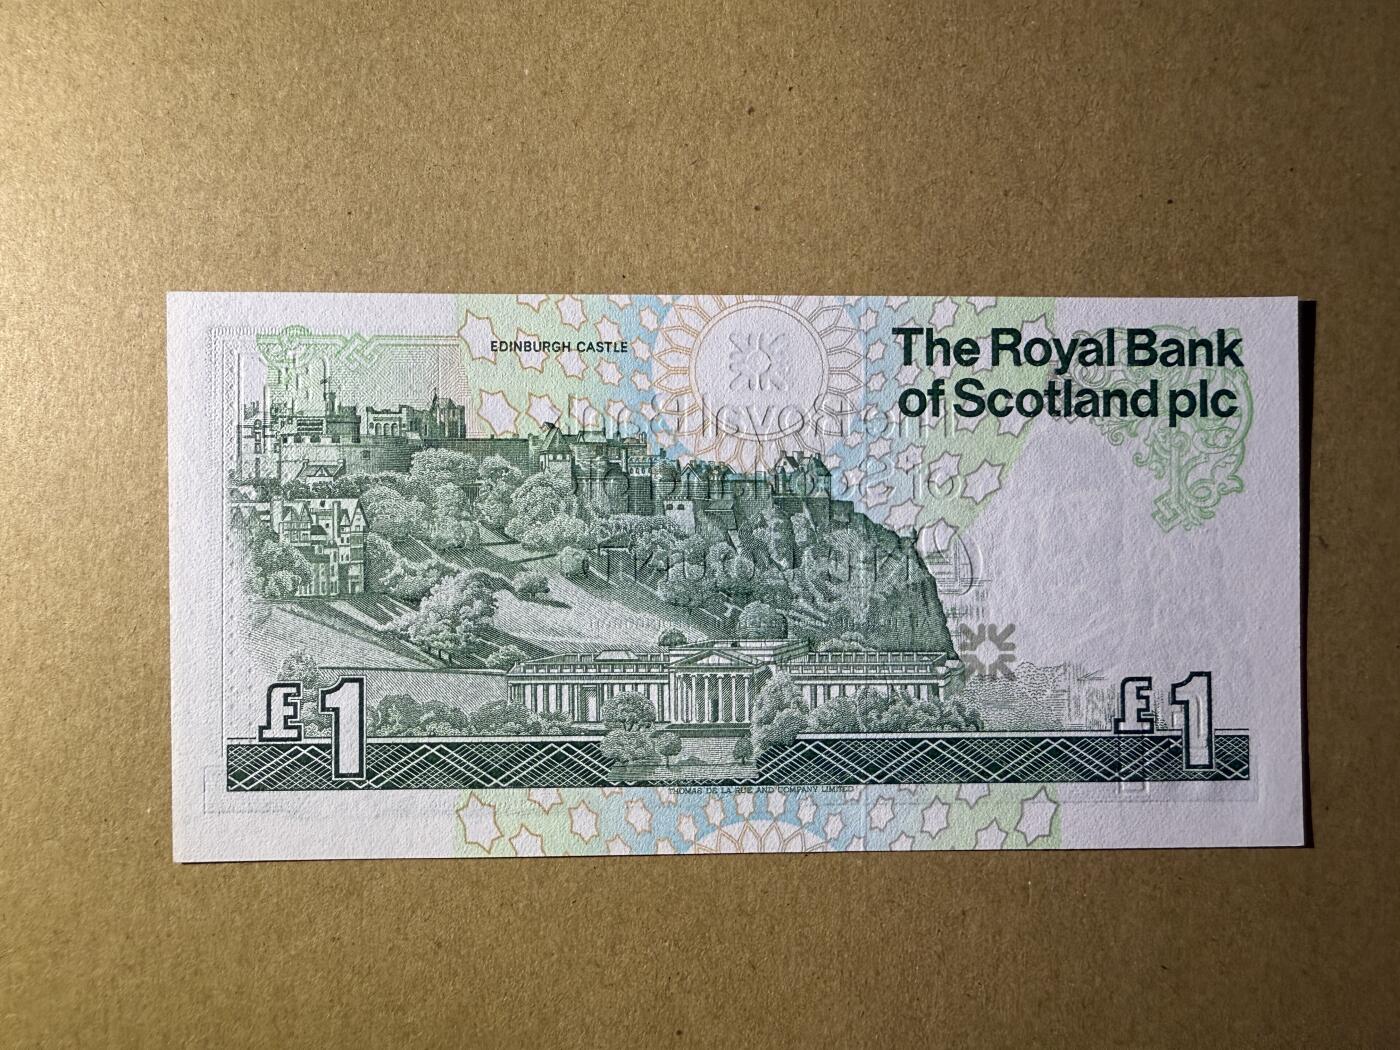 EDINBURGH CASTLE
The Royal Bank
of Scotland plc
£1
£1
THOMAS DE LA RUE AND COMPANY LIMITED